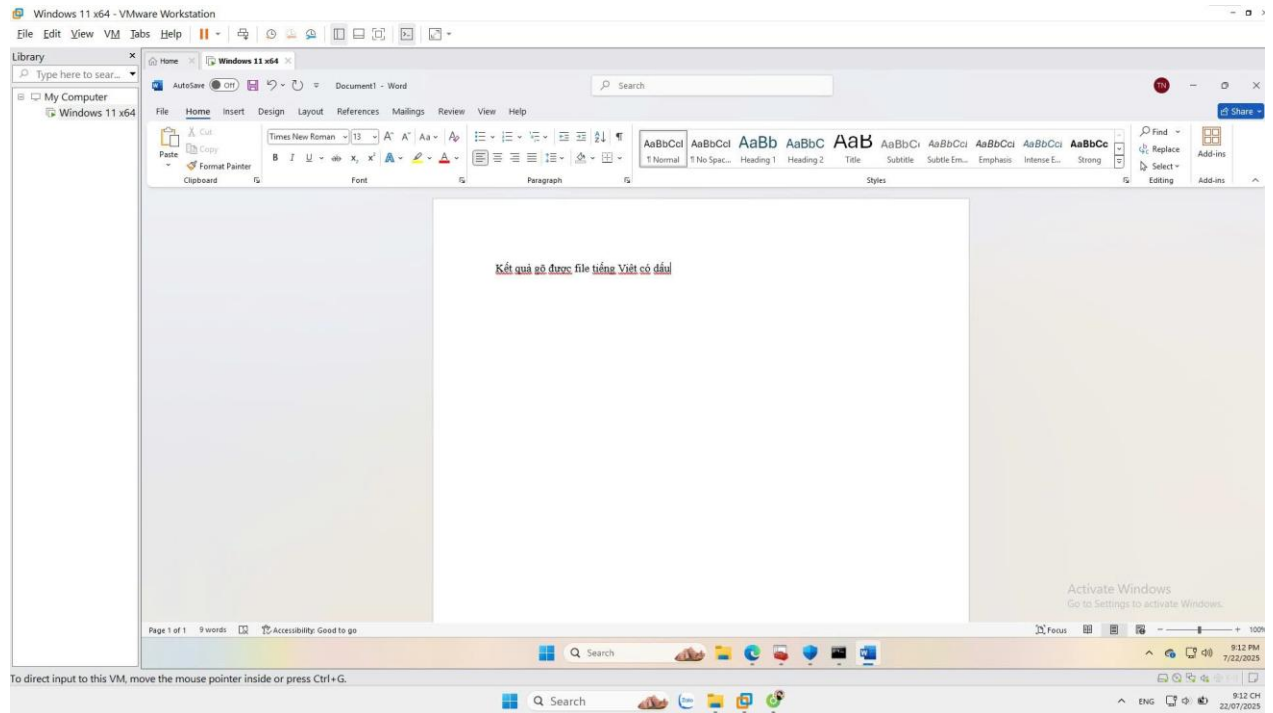 Windows 11 x64 - VMware Workstation
File Edit View VM Tabs Help
Library
Type here to sear...
My Computer
Windows 11 x64
Home
Windows 11 x64
AutoSave Off Document1 - Word
Search
TN
File Home Insert Design Layout References Mailings Review View Help
Share
Paste
Cut
Copy
Format Painter
Clipboard
Times New Roman 13
Font
Paragraph
AaBbCcI AaBbCcI AaBb AaBbC AaB AaBbCc AaBbCcI AaBbCcI AaBbCcI AaBbCc
¶ Normal ¶ No Spac... Heading 1 Heading 2 Title Subtitle Subtle Em... Emphasis Intense E... Strong
Styles
Find
Replace
Select
Editing
Add-ins
Add-ins
Kết quả gõ được file tiếng Việt có dấu
Activate Windows
Go to Settings to activate Windows.
Page 1 of 1 9 words Accessibility: Good to go
Focus
100%
Search
9:12 PM
7/22/2025
To direct input to this VM, move the mouse pointer inside or press Ctrl+G.
Search
Zalo
ENG
9:12 CH
22/07/2025